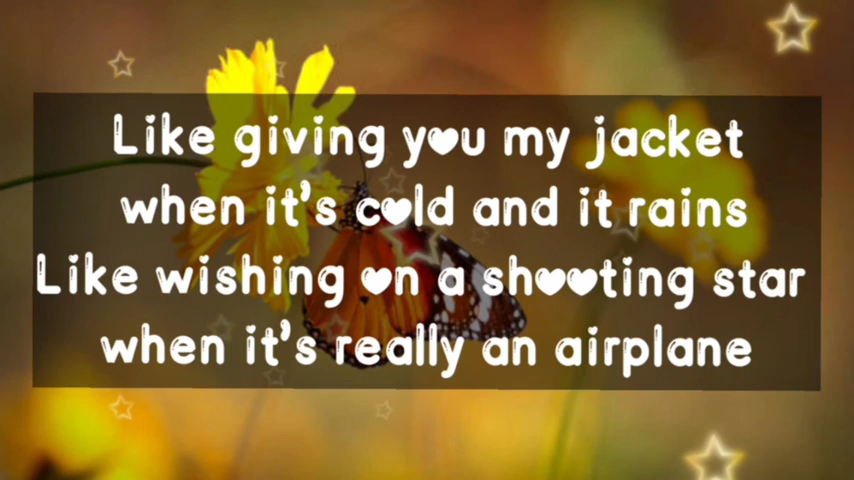 Like giving you my jacket
when it's cold and it rains
Like wishing on a shooting star
when it's really an airplane